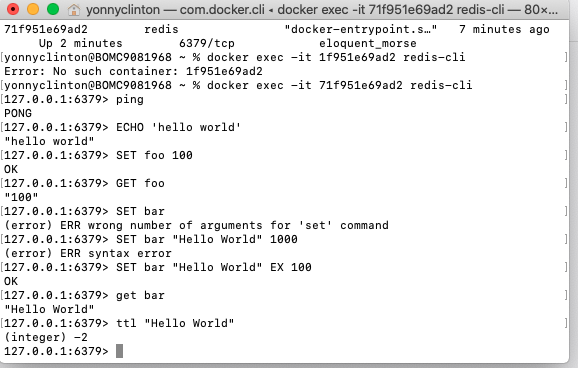 yonnyclinton — com.docker.cli ◂ docker exec -it 71f951e69ad2 redis-cli — 80×...
71f951e69ad2        redis               "docker-entrypoint.s…"   7 minutes ago
     Up 2 minutes        6379/tcp            eloquent_morse
[yonnyclinton@BOMC9081968 ~ % docker exec -it 1f951e69ad2 redis-cli ]
Error: No such container: 1f951e69ad2
[yonnyclinton@BOMC9081968 ~ % docker exec -it 71f951e69ad2 redis-cli ]
[127.0.0.1:6379> ping ]
PONG
[127.0.0.1:6379> ECHO 'hello world' ]
"hello world"
[127.0.0.1:6379> SET foo 100 ]
OK
[127.0.0.1:6379> GET foo ]
"100"
[127.0.0.1:6379> SET bar ]
(error) ERR wrong number of arguments for 'set' command
[127.0.0.1:6379> SET bar "Hello World" 1000 ]
(error) ERR syntax error
[127.0.0.1:6379> SET bar "Hello World" EX 100 ]
OK
[127.0.0.1:6379> get bar ]
"Hello World"
[127.0.0.1:6379> ttl "Hello World" ]
(integer) -2
127.0.0.1:6379>